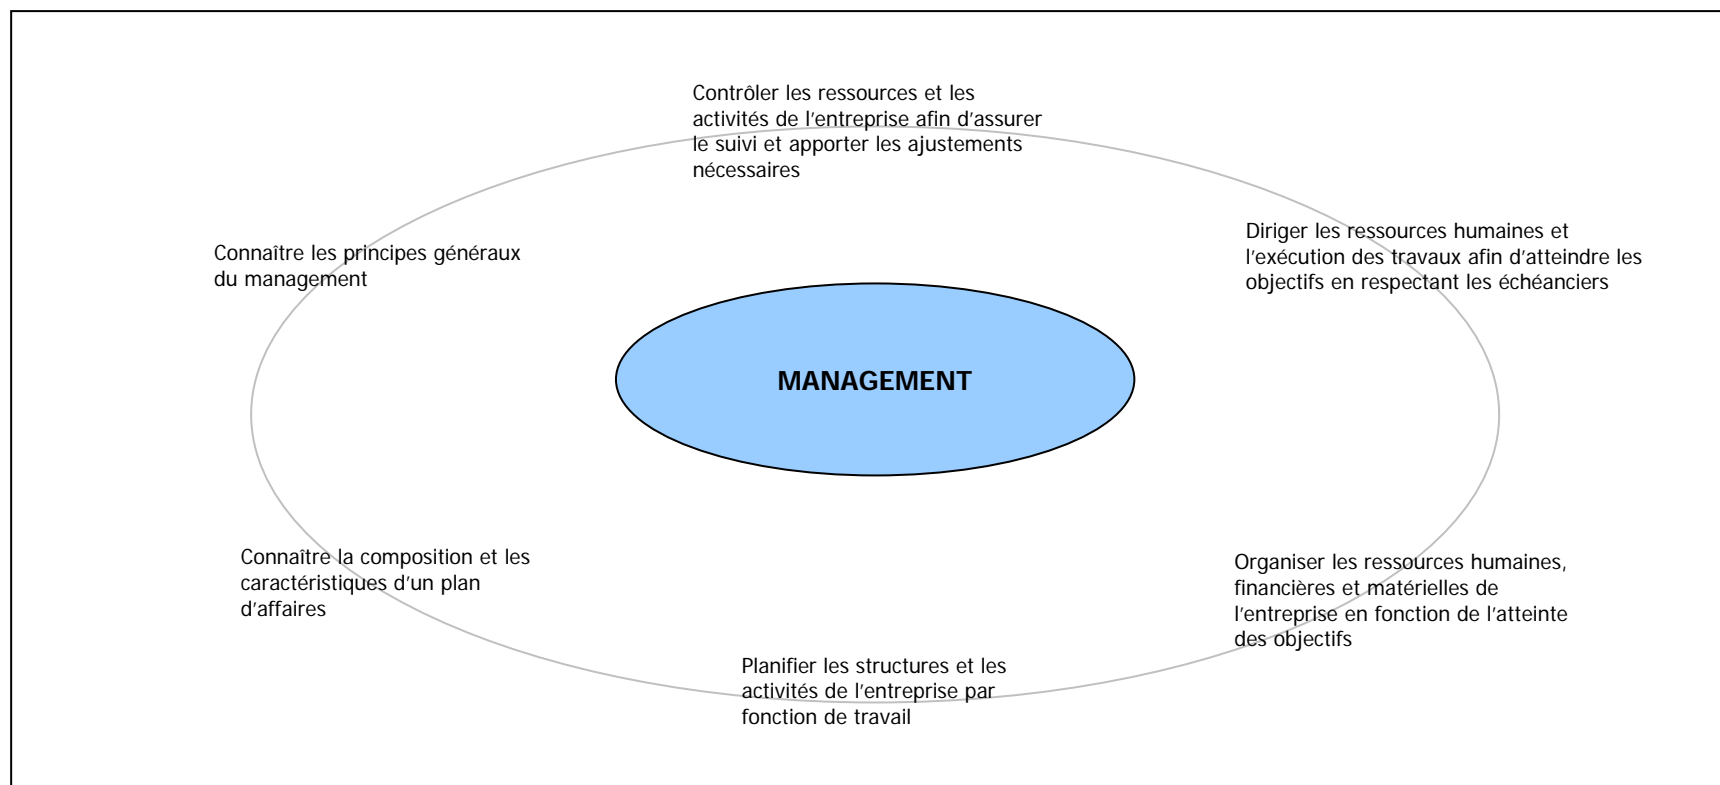 Contrôler les ressources et les
activités de l'entreprise afin d'assurer
le suivi et apporter les ajustements
nécessaires
Diriger les ressources humaines et
l'exécution des travaux afin d'atteindre les
objectifs en respectant les échéanciers
Connaître les principes généraux
du management
MANAGEMENT
Connaître la composition et les
caractéristiques d'un plan
d'affaires
Organiser les ressources humaines,
financières et matérielles de
l'entreprise en fonction de l'atteinte
des objectifs
Planifier les structures et les
activités de l'entreprise par
fonction de travail